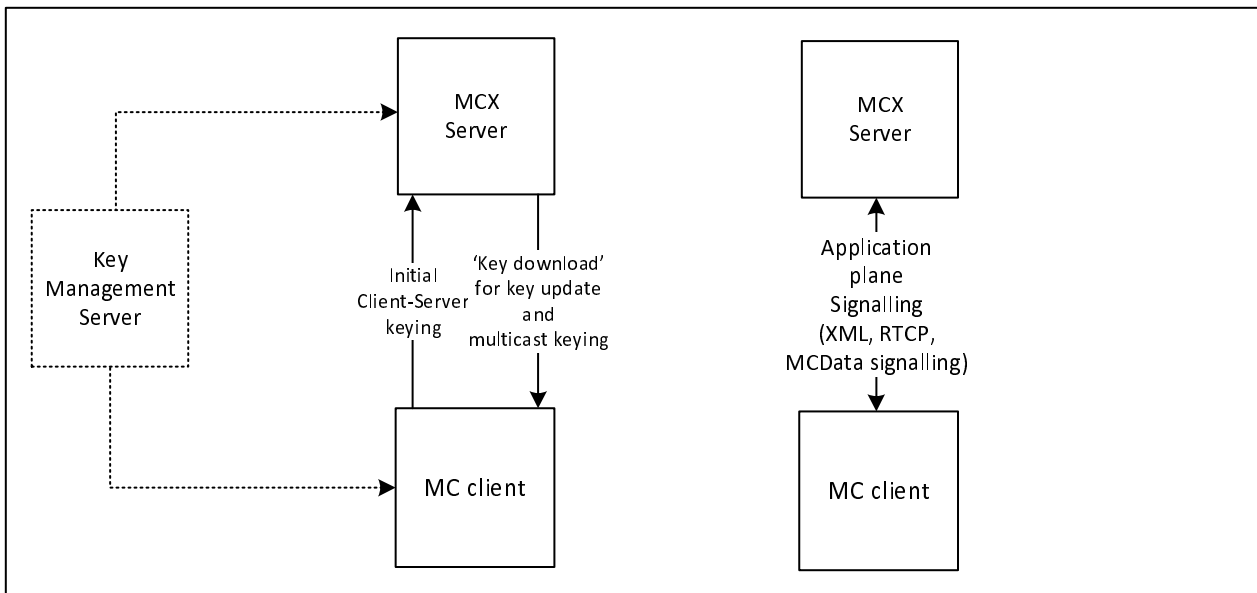 MCX
Server
Key
Management
Server
Initial
Client-Server
keying
‘Key download’
for key update
and
multicast keying
MC client
MCX
Server
Application
plane
Signalling
(XML, RTCP,
MCData signalling)
MC client